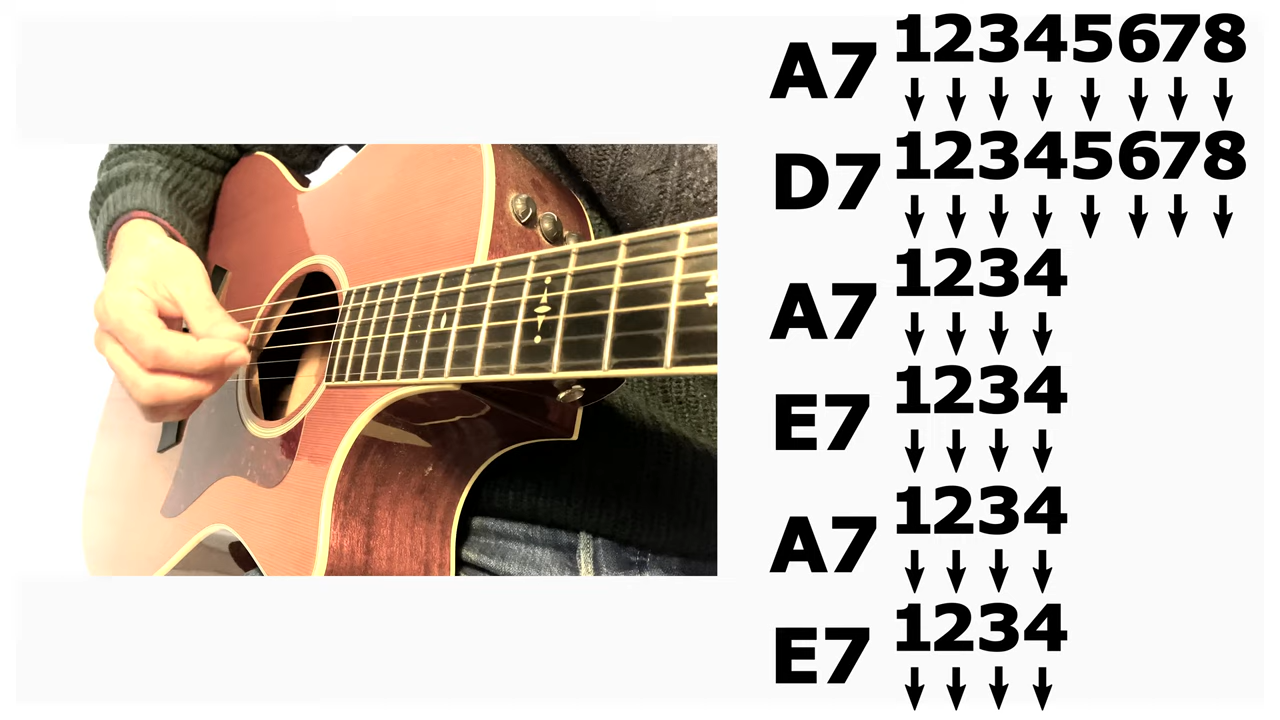 A7 12345678
↓ ↓ ↓ ↓ ↓ ↓ ↓ ↓
D7 12345678
↓ ↓ ↓ ↓ ↓ ↓ ↓ ↓
A7 1234
↓ ↓ ↓ ↓
E7 1234
↓ ↓ ↓ ↓
A7 1234
↓ ↓ ↓ ↓
E7 1234
↓ ↓ ↓ ↓